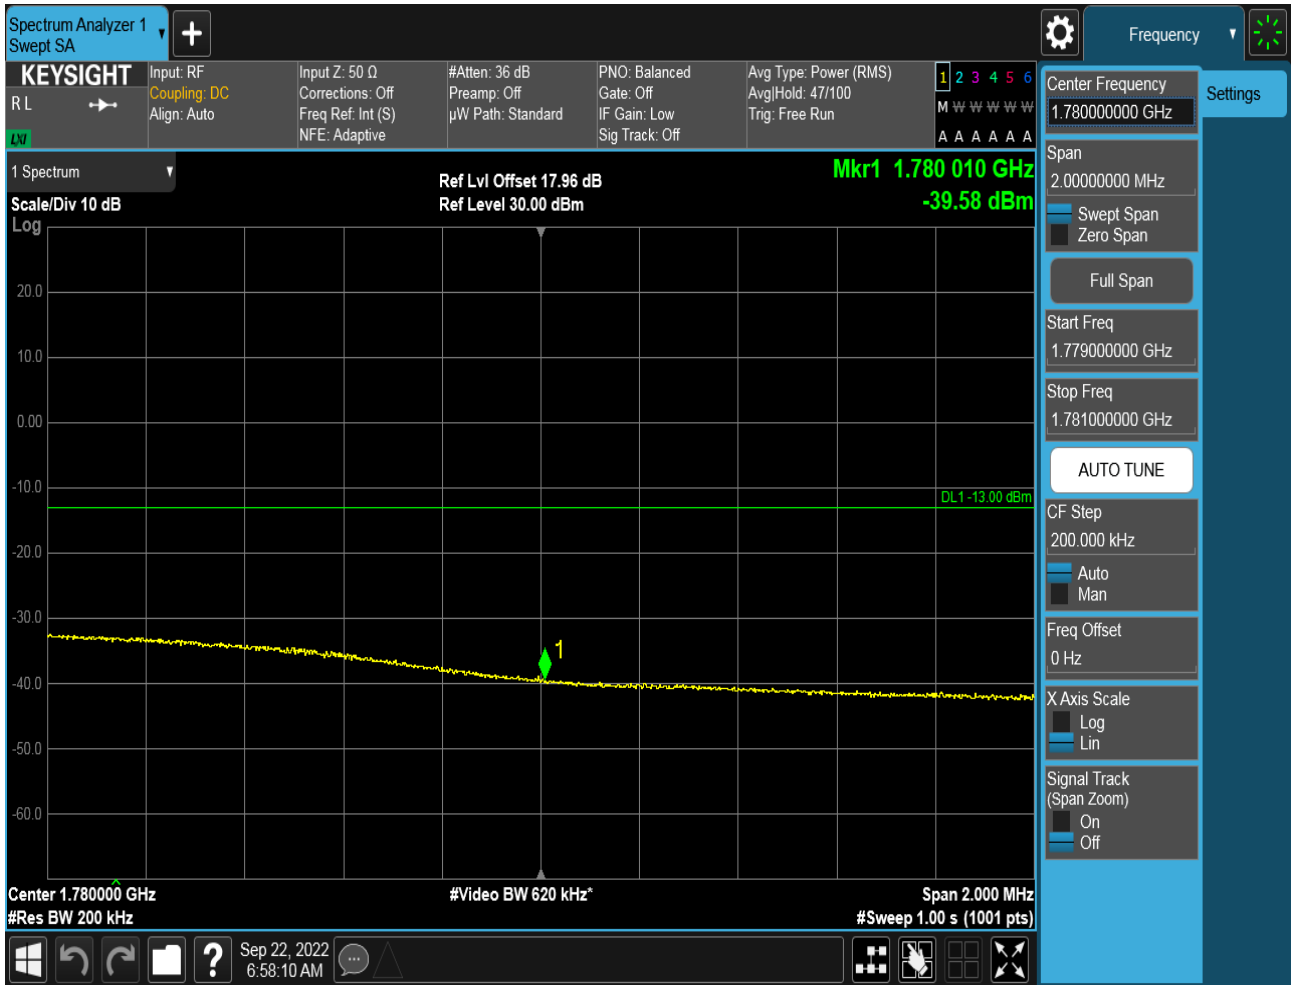 Spectrum Analyzer 1
Swept SA
Frequency
KEYSIGHT
R L
LXI
Input: RF
Coupling: DC
Align: Auto
Input Z: 50 Ω
Corrections: Off
Freq Ref: Int (S)
NFE: Adaptive
#Atten: 36 dB
Preamp: Off
µW Path: Standard
PNO: Balanced
Gate: Off
IF Gain: Low
Sig Track: Off
Avg Type: Power (RMS)
Avg|Hold: 47/100
Trig: Free Run
1 2 3 4 5 6
M W W W W W
A A A A A A
1 Spectrum
Scale/Div 10 dB
Log
Ref Lvl Offset 17.96 dB
Ref Level 30.00 dBm
Mkr1 1.780 010 GHz
-39.58 dBm
20.0
10.0
0.00
-10.0
DL1 -13.00 dBm
-20.0
-30.0
1
-40.0
-50.0
-60.0
Center 1.780000 GHz
#Video BW 620 kHz*
Span 2.000 MHz
#Res BW 200 kHz
#Sweep 1.00 s (1001 pts)
Sep 22, 2022
6:58:10 AM
Center Frequency
1.780000000 GHz
Settings
Span
2.00000000 MHz
Swept Span
Zero Span
Full Span
Start Freq
1.779000000 GHz
Stop Freq
1.781000000 GHz
AUTO TUNE
CF Step
200.000 kHz
Auto
Man
Freq Offset
0 Hz
X Axis Scale
Log
Lin
Signal Track
(Span Zoom)
On
Off